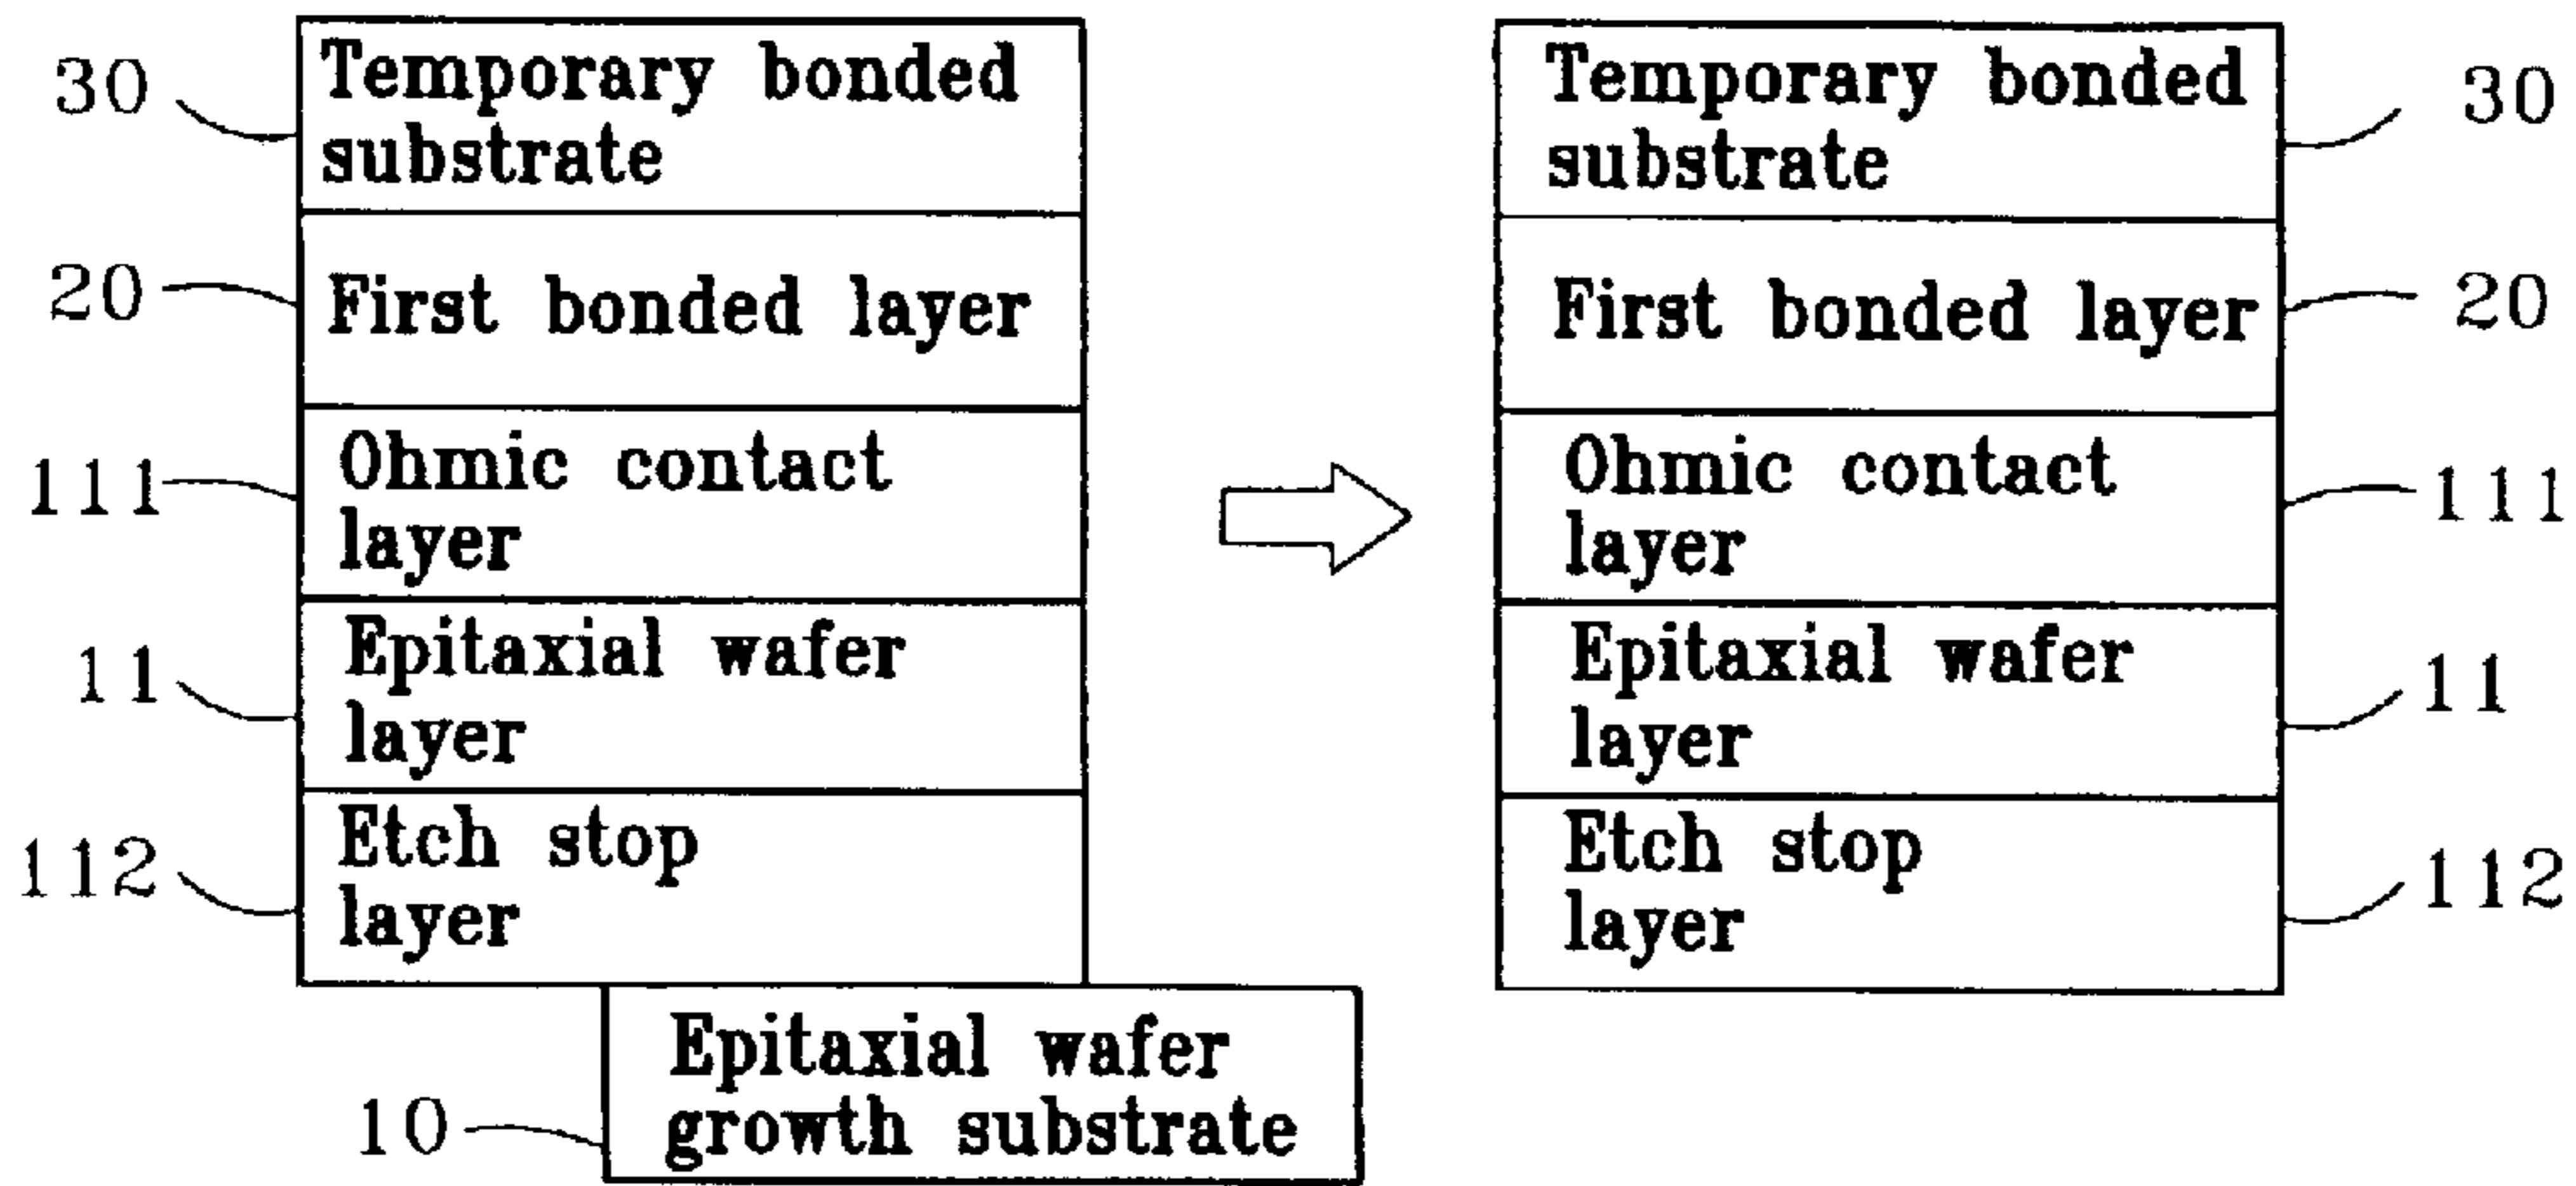 30
Temporary bonded
substrate
20
First bonded layer
111
Ohmic contact
layer
11
Epitaxial wafer
layer
112
Etch stop
layer
10
Epitaxial wafer
growth substrate
Temporary bonded
substrate
30
First bonded layer
20
Ohmic contact
layer
111
Epitaxial wafer
layer
11
Etch stop
layer
112